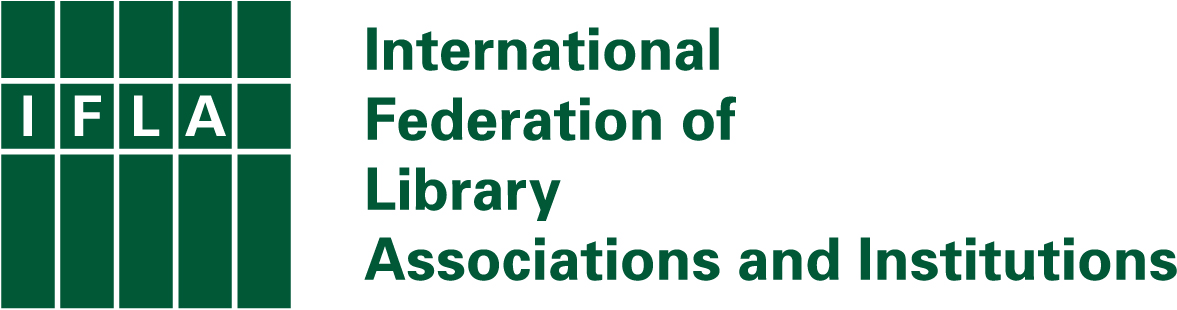 IFLA
International
Federation of
Library
Associations and Institutions